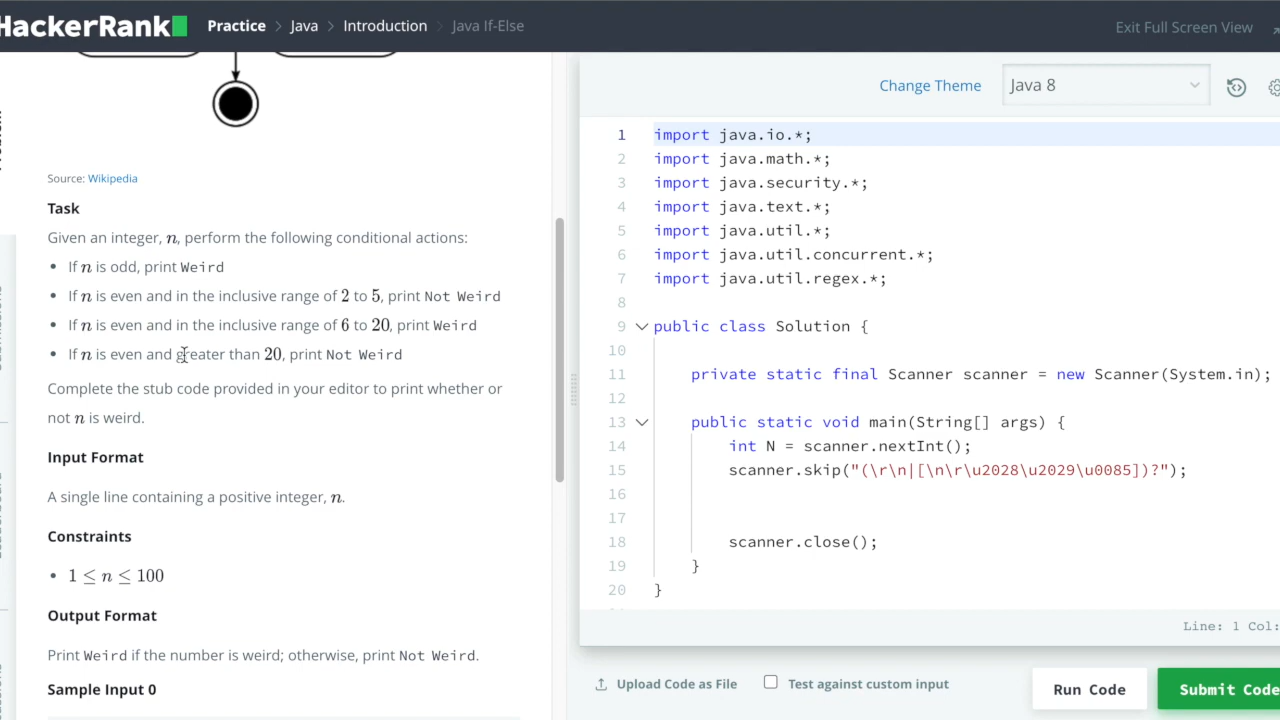 HackerRank
Practice > Java > Introduction > Java If-Else
Exit Full Screen View
Source: Wikipedia
Task
Given an integer, n, perform the following conditional actions:
• If n is odd, print Weird
• If n is even and in the inclusive range of 2 to 5, print Not Weird
• If n is even and in the inclusive range of 6 to 20, print Weird
• If n is even and greater than 20, print Not Weird
Complete the stub code provided in your editor to print whether or
not n is weird.
Input Format
A single line containing a positive integer, n.
Constraints
• 1 ≤ n ≤ 100
Output Format
Print Weird if the number is weird; otherwise, print Not Weird.
Sample Input 0
Change Theme
Java 8
1 import java.io.*;
2 import java.math.*;
3 import java.security.*;
4 import java.text.*;
5 import java.util.*;
6 import java.util.concurrent.*;
7 import java.util.regex.*;
8
9 public class Solution {
10
11 private static final Scanner scanner = new Scanner(System.in);
12
13 public static void main(String[] args) {
14 int N = scanner.nextInt();
15 scanner.skip("(\r\n|[\n\r\u2028\u2029\u0085])?");
16
17
18 scanner.close();
19 }
20 }
Line: 1 Col:
Upload Code as File
Test against custom input
Run Code
Submit Code